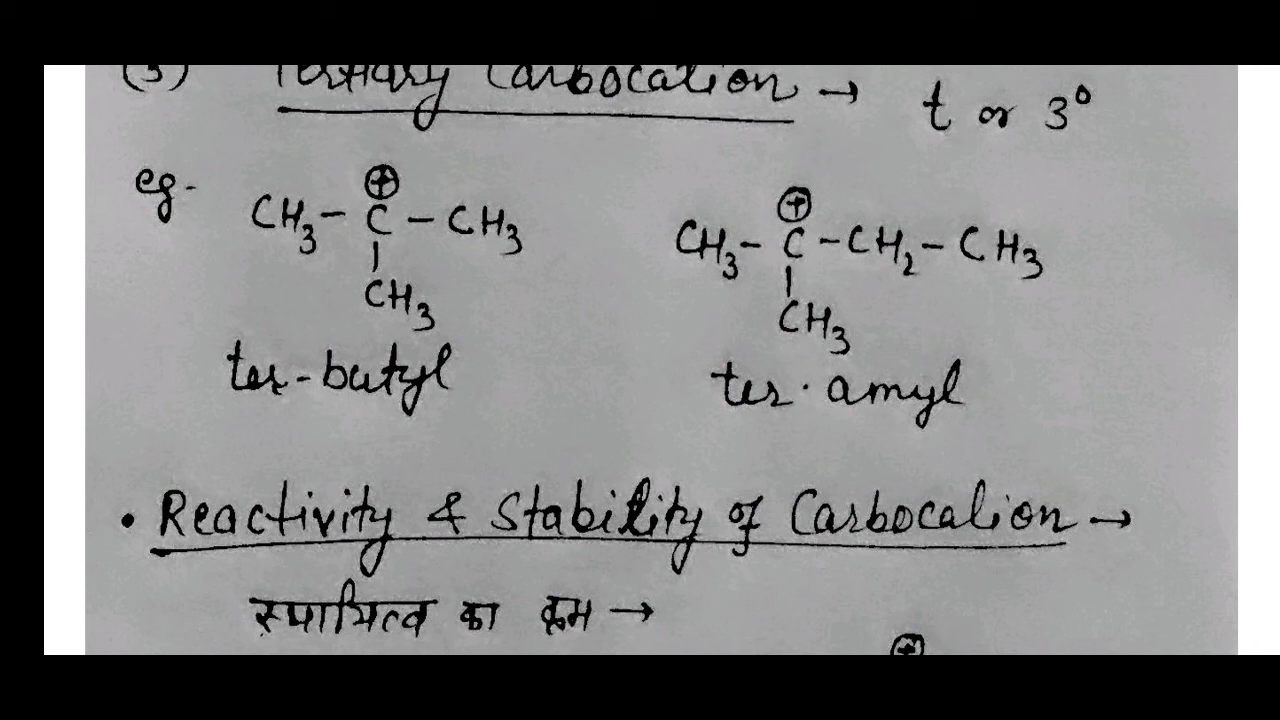 (3) Tertiary Carbocation → t or 3°
eg- CH₃–C–CH₃ CH₃–C–CH₂–CH₃
⊕ ⊕
CH₃ CH₃
ter-butyl ter. amyl
• Reactivity & Stability of Carbocation →
स्थायित्व का क्रम →
⊕